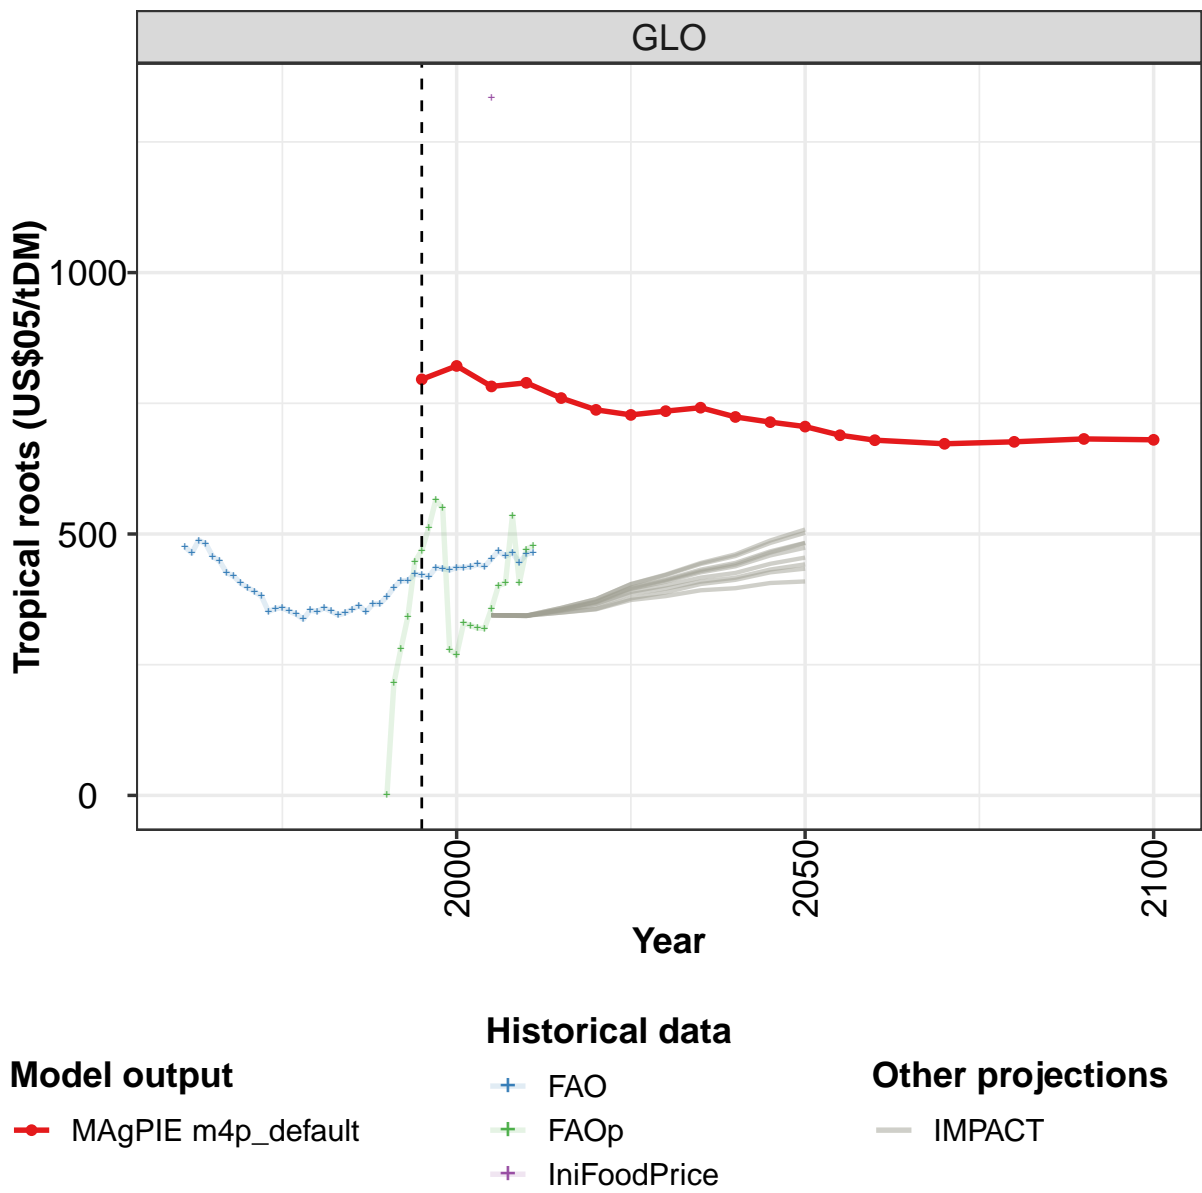 GLO
Tropical roots (US$05/tDM)
1000
500
0
2000
2050
2100
Year
Model output
MAgPIE m4p_default
Historical data
FAO
FAOp
IniFoodPrice
Other projections
IMPACT